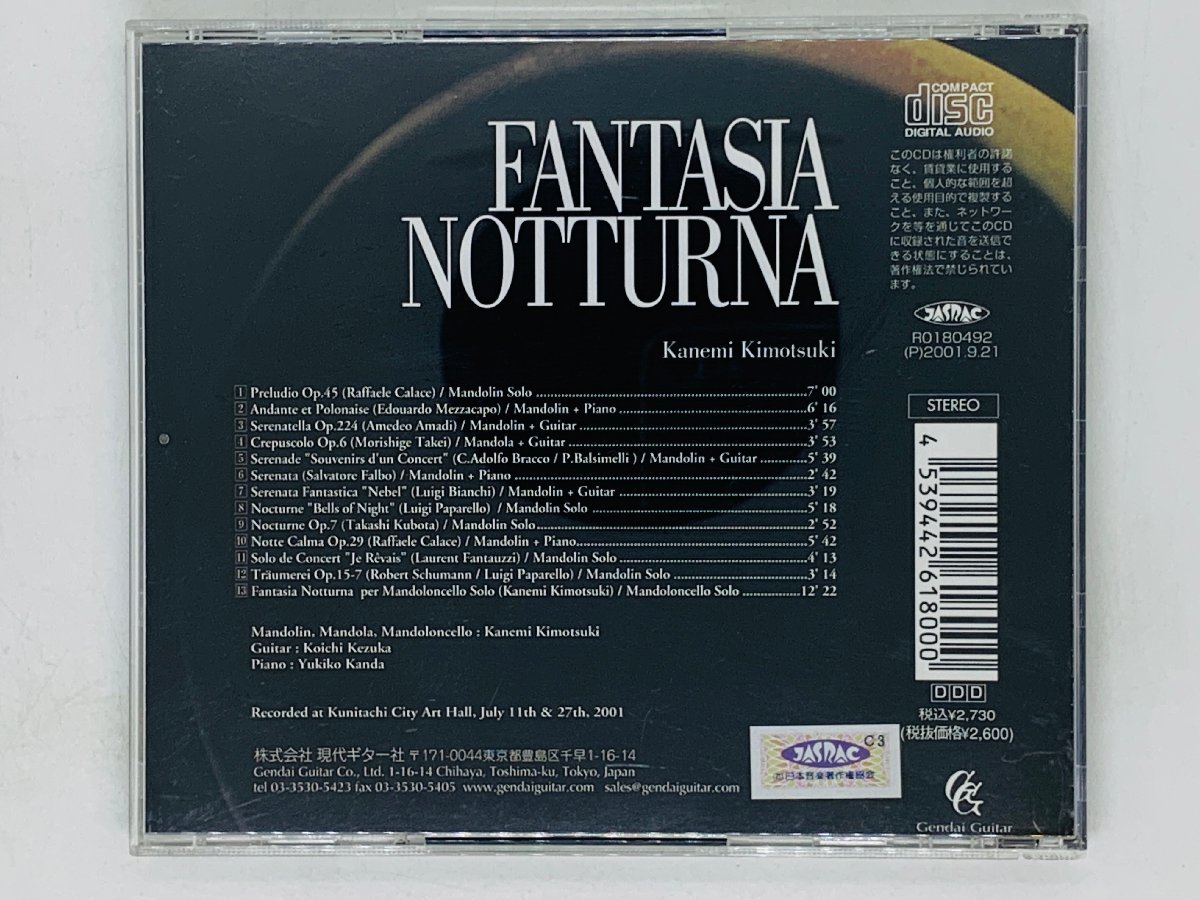 COMPACT
disc
DIGITAL AUDIO
FANTASIA
NOTTURNA
Kanemi Kimotsuki
このCDは権利者の許諾
なく、賃貸業に使用する
こと、個人的な範囲を超
える使用目的で複製する
こと、また、ネットワー
クを等を通じてこのCD
に収録された音を送信で
きる状態にすることは、
著作権法で禁じられてい
ます。
JASRAC
R0180492
(P)2001.9.21
STEREO
4 539442 618000
DDD
税込¥2,730
(税抜価格¥2,600)
1 Preludio Op.45 (Raffaele Calace) / Mandolin Solo 7' 00
2 Andante et Polonaise (Edouardo Mezzacapo) / Mandolin + Piano 6' 16
3 Serenatella Op.224 (Amedeo Amadi) / Mandolin + Guitar 3' 57
4 Crepuscolo Op.6 (Morishige Takei) / Mandola + Guitar 3' 53
5 Serenade "Souvenirs d'un Concert" (C.Adolfo Bracco / P.Balsimelli ) / Mandolin + Guitar 5' 39
6 Serenata (Salvatore Falbo) / Mandolin + Piano 2' 42
7 Serenata Fantastica "Nebel" (Luigi Bianchi) / Mandolin + Guitar 3' 19
8 Nocturne "Bells of Night" (Luigi Paparello) / Mandolin Solo 5' 18
9 Nocturne Op.7 (Takashi Kubota) / Mandolin Solo 2' 52
10 Notte Calma Op.29 (Raffaele Calace) / Mandolin + Piano 5' 42
11 Solo de Concert "Je Rêvais" (Laurent Fantauzzi) / Mandolin Solo 4' 13
12 Träumerei Op.15-7 (Robert Schumann / Luigi Paparello) / Mandolin Solo 3' 14
13 Fantasia Notturna per Mandoloncello Solo (Kanemi Kimotsuki) / Mandoloncello Solo 12' 22
Mandolin, Mandola, Mandoloncello : Kanemi Kimotsuki
Guitar : Koichi Kezuka
Piano : Yukiko Kanda
Recorded at Kunitachi City Art Hall, July 11th & 27th, 2001
株式会社 現代ギター社 〒171-0044東京都豊島区千早1-16-14
Gendai Guitar Co., Ltd. 1-16-14 Chihaya, Toshima-ku, Tokyo, Japan
tel 03-3530-5423 fax 03-3530-5405 www.gendaiguitar.com sales@gendaiguitar.com
C3
JASRAC
日本音楽著作権協会
GG
Gendai Guitar